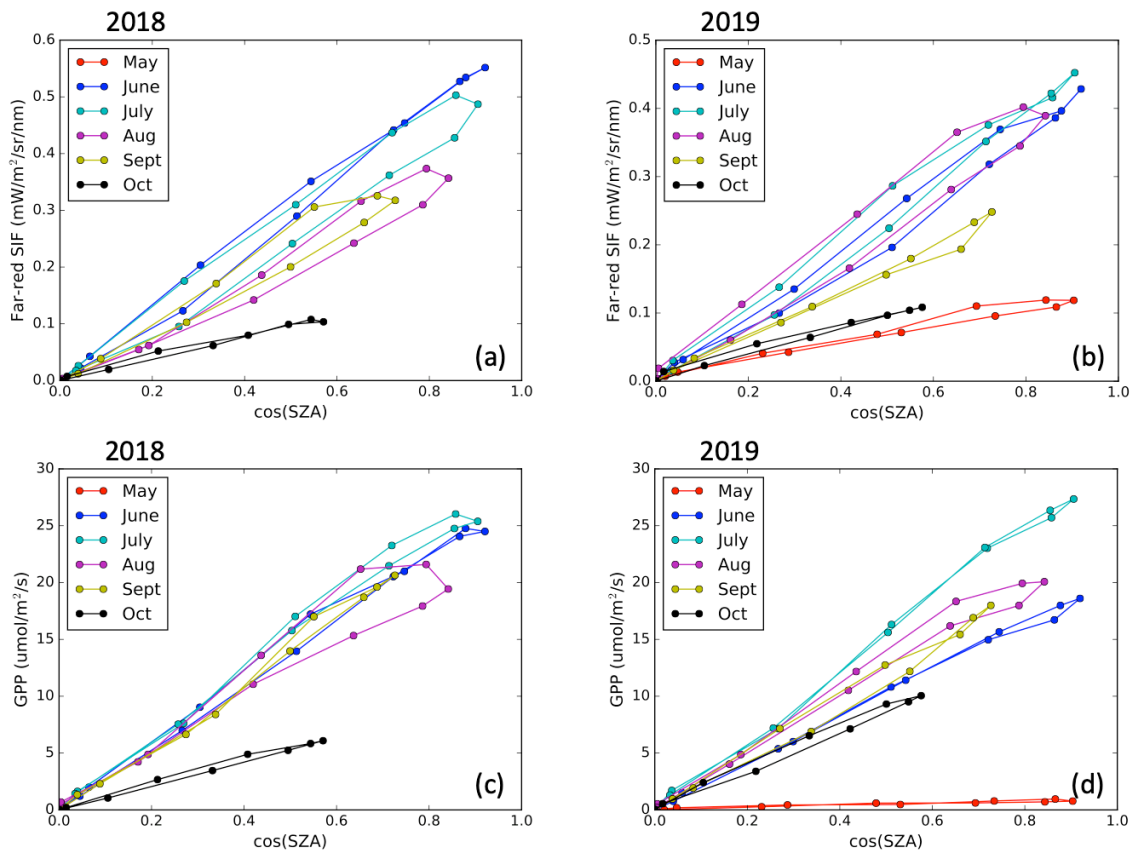 2018
0.6
0.5
0.4
0.3
0.2
0.1
0.0
Far-red SIF (mW/m²/sr/nm)
May
June
July
Aug
Sept
Oct
(a)
0.0 0.2 0.4 0.6 0.8 1.0
cos(SZA)
2019
0.5
0.4
0.3
0.2
0.1
0.0
Far-red SIF (mW/m²/sr/nm)
May
June
July
Aug
Sept
Oct
(b)
0.0 0.2 0.4 0.6 0.8 1.0
cos(SZA)
2018
30
25
20
15
10
5
0
GPP (umol/m²/s)
May
June
July
Aug
Sept
Oct
(c)
0.0 0.2 0.4 0.6 0.8 1.0
cos(SZA)
2019
30
25
20
15
10
5
0
GPP (umol/m²/s)
May
June
July
Aug
Sept
Oct
(d)
0.0 0.2 0.4 0.6 0.8 1.0
cos(SZA)